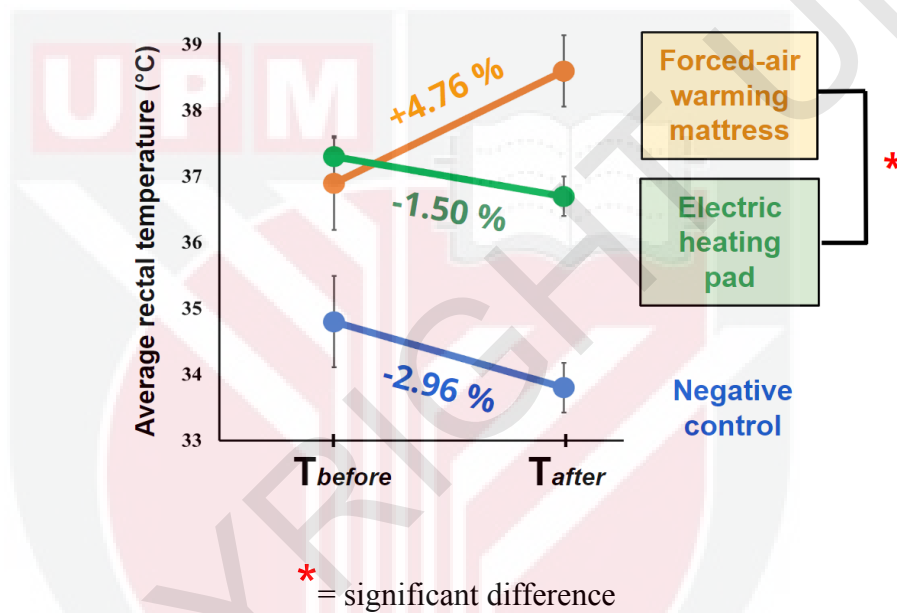 UPM
Average rectal temperature (°C)
39
38
37
36
35
34
33
+4.76 %
-1.50 %
-2.96 %
Tbefore
Tafter
Forced-air
warming
mattress
*
Electric
heating
pad
Negative
control
* = significant difference
YRIGHT U